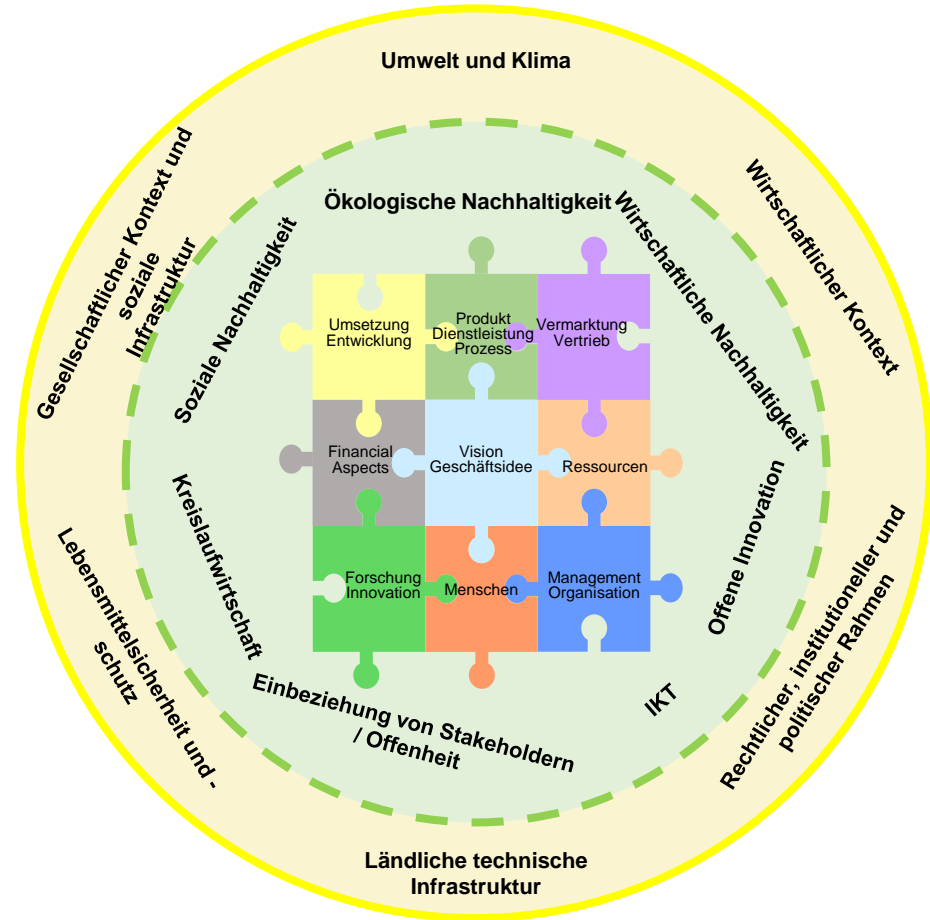 Umwelt und Klima
Gesellschaftlicher Kontext und
soziale
Infrastruktur
Wirtschaftlicher Kontext
Ökologische Nachhaltigkeit
Soziale Nachhaltigkeit
Wirtschaftliche Nachhaltigkeit
Umsetzung
Entwicklung
Produkt
Dienstleistung
Prozess
Vermarktung
Vertrieb
Financial
Aspects
Vision
Geschäftsidee
Ressourcen
Forschung
Innovation
Menschen
Management
Organisation
Kreislaufwirtschaft
Offene Innovation
Einbeziehung von Stakeholdern
/ Offenheit
IKT
Lebensmittelsicherheit und -
schutz
Rechtlicher, institutioneller und
politischer Rahmen
Ländliche technische
Infrastruktur